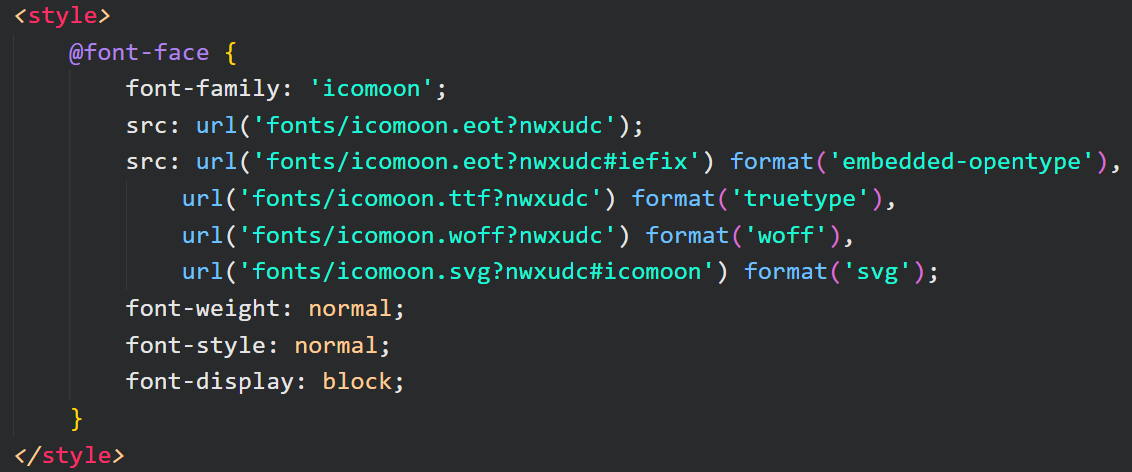 <style>
@font-face {
font-family: 'icomoon';
src: url('fonts/icomoon.eot?nwxudc');
src: url('fonts/icomoon.eot?nwxudc#iefix') format('embedded-opentype'),
url('fonts/icomoon.ttf?nwxudc') format('truetype'),
url('fonts/icomoon.woff?nwxudc') format('woff'),
url('fonts/icomoon.svg?nwxudc#icomoon') format('svg');
font-weight: normal;
font-style: normal;
font-display: block;
}
</style>